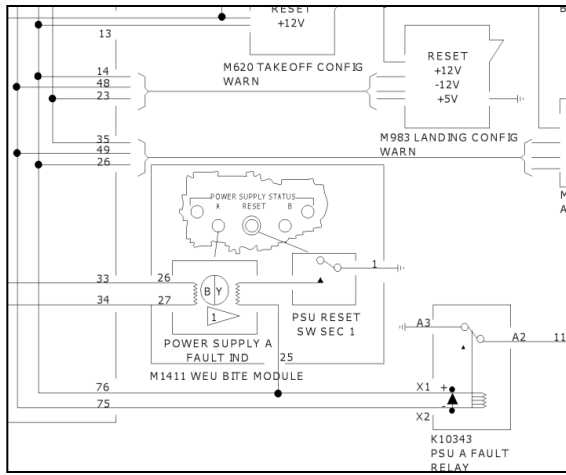 RESET
+12V
13
M620 TAKEOFF CONFIG
WARN
14
48
23
RESET
+12V
-12V
+5V
M983 LANDING CONFIG
WARN
35
49
26
M
A
POWER SUPPLY STATUS
A RESET B
33 26
34 27
B Y
1
1
PSU RESET
SW SEC 1
POWER SUPPLY A
FAULT IND
25
M1411 WEU BITE MODULE
A3
A2 11
76
75
X1 +
X2 -
K10343
PSU A FAULT
RELAY